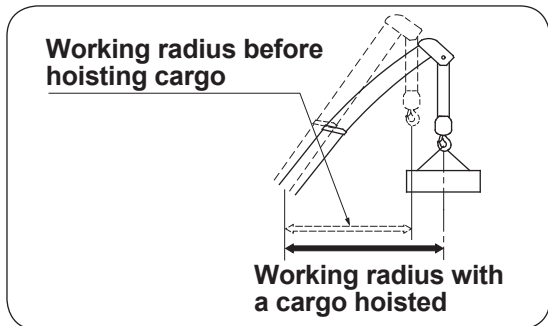 Working radius before
hoisting cargo
Working radius with
a cargo hoisted